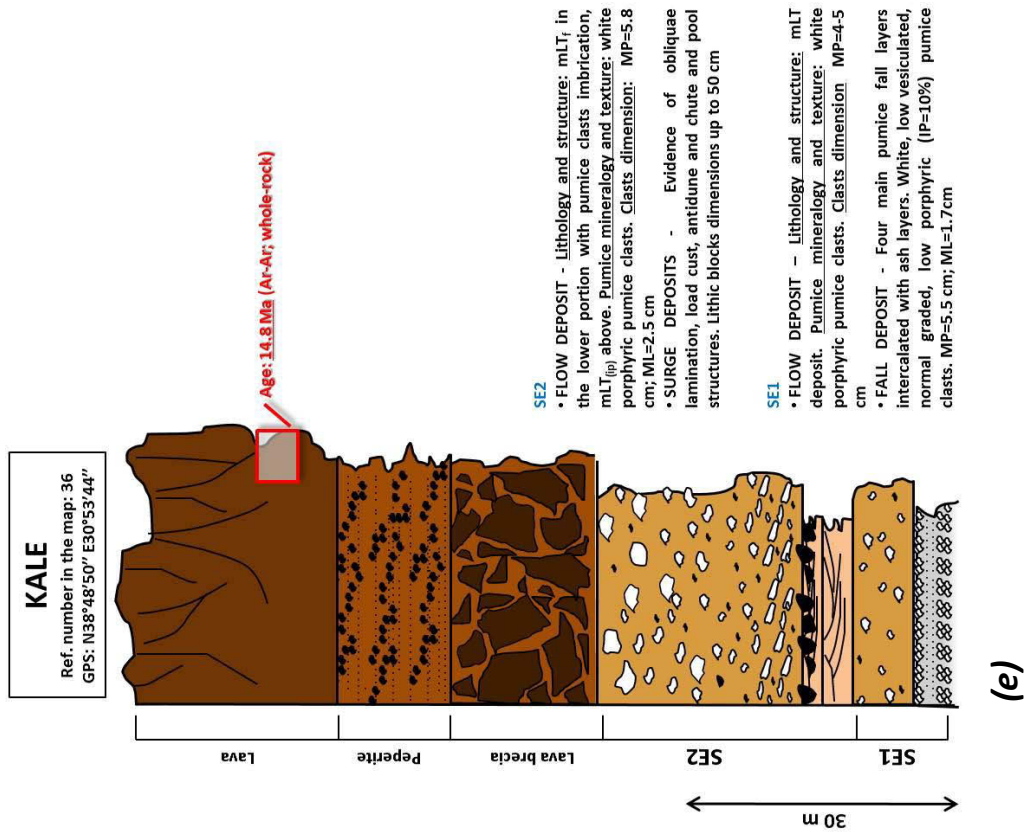 KALE
Ref. number in the map: 36
GPS: N38°48'50'' E30°53'44''
Age: 14.8 Ma (Ar-Ar; whole-rock)
Lava
Peperite
Lava brecia
SE2
SE1
30 m
SE2
• FLOW DEPOSIT - Lithology and structure: mLTf in
the lower portion with pumice clasts imbrication,
mLT(ip) above. Pumice mineralogy and texture: white
porphyric pumice clasts. Clasts dimension: MP=5.8
cm; ML=2.5 cm
• SURGE DEPOSITS - Evidence of obliquae
lamination, load cust, antidune and chute and pool
structures. Lithic blocks dimensions up to 50 cm
SE1
• FLOW DEPOSIT – Lithology and structure: mLT
deposit. Pumice mineralogy and texture: white
porphyric pumice clasts. Clasts dimension MP=4-5
cm
• FALL DEPOSIT - Four main pumice fall layers
intercalated with ash layers. White, low vesiculated,
normal graded, low porphyric (IP=10%) pumice
clasts. MP=5.5 cm; ML=1.7cm
(e)